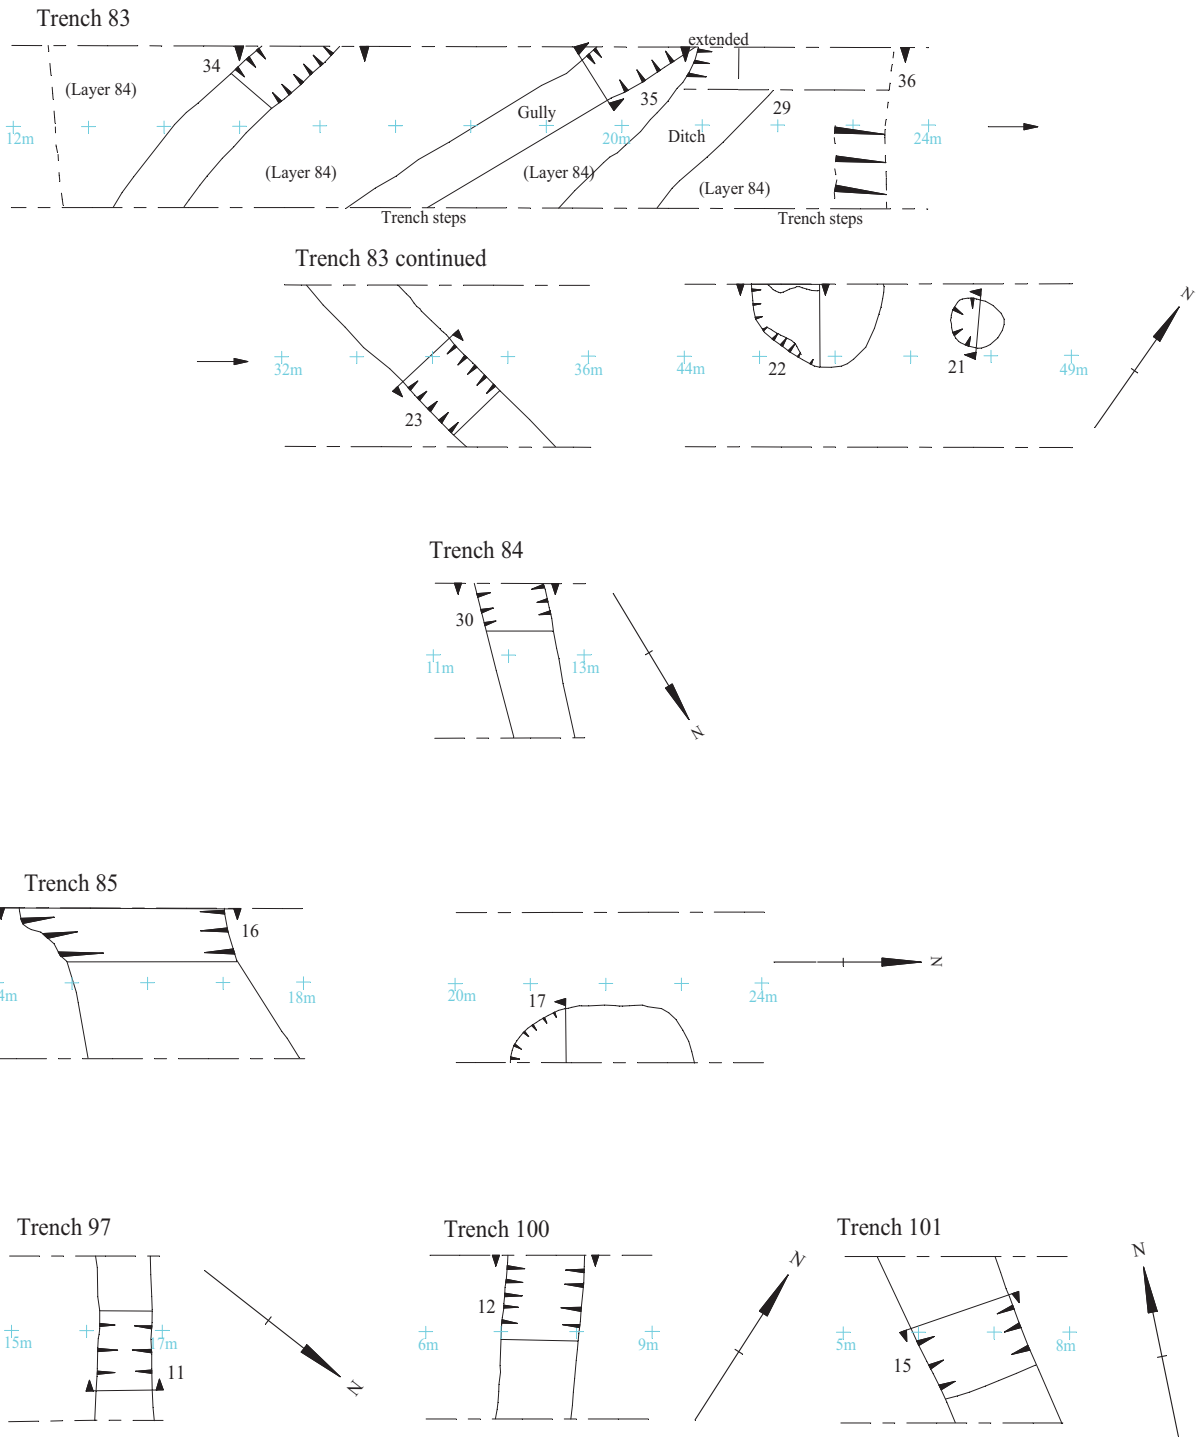 Trench 83
extended
34
36
(Layer 84)
35
29
Gully
12m
20m
Ditch
24m
(Layer 84)
(Layer 84)
(Layer 84)
Trench steps
Trench steps
Trench 83 continued
N
32m
36m
44m
22
21
49m
23
Trench 84
30
11m
13m
N
Trench 85
16
4m
18m
20m
17
24m
N
Trench 97
Trench 100
Trench 101
N
N
12
15m
17m
6m
9m
5m
8m
11
15
N